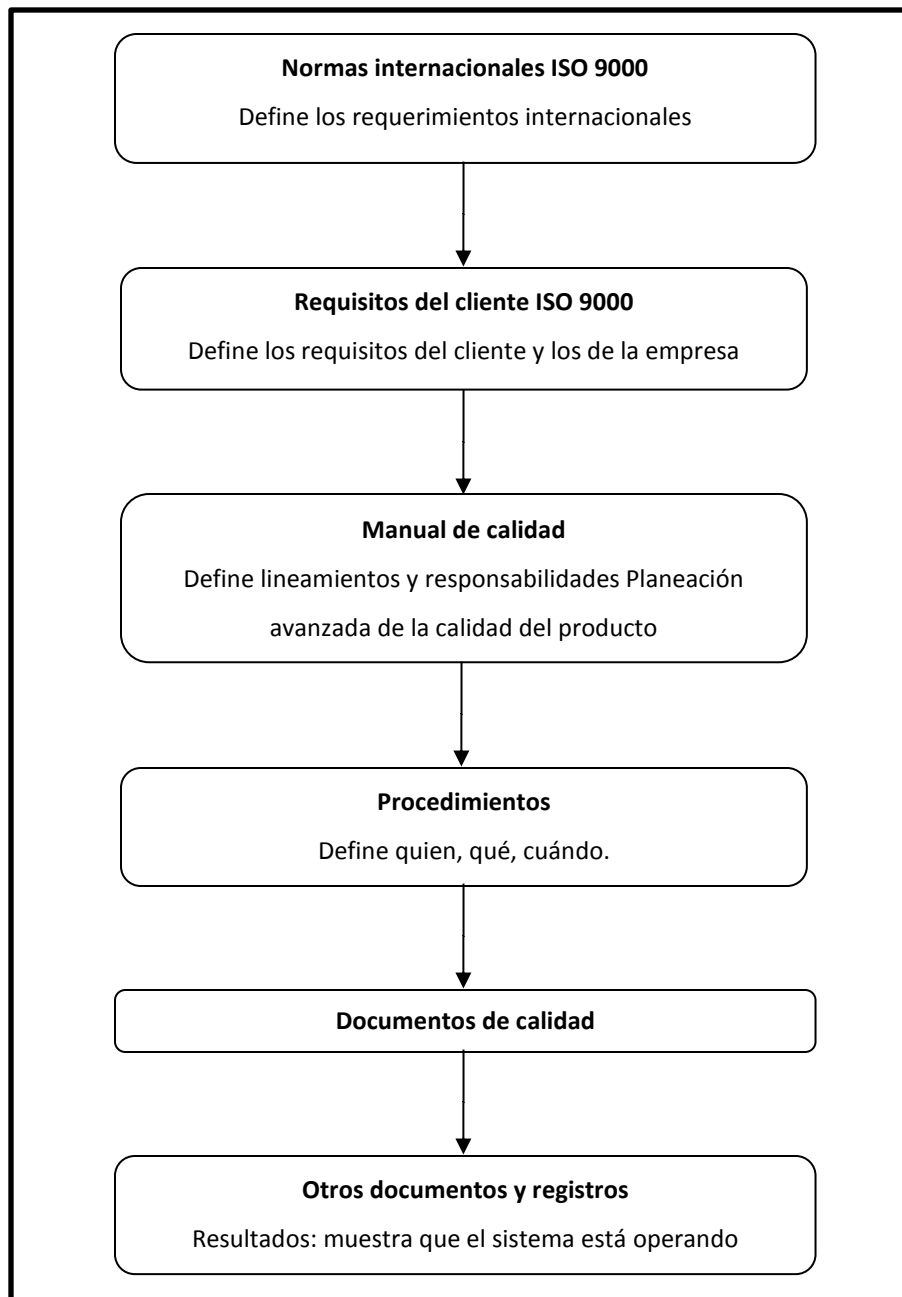 Normas internacionales ISO 9000
Define los requerimientos internacionales
Requisitos del cliente ISO 9000
Define los requisitos del cliente y los de la empresa
Manual de calidad
Define lineamientos y responsabilidades Planeación
avanzada de la calidad del producto
Procedimientos
Define quien, qué, cuándo.
Documentos de calidad
Otros documentos y registros
Resultados: muestra que el sistema está operando